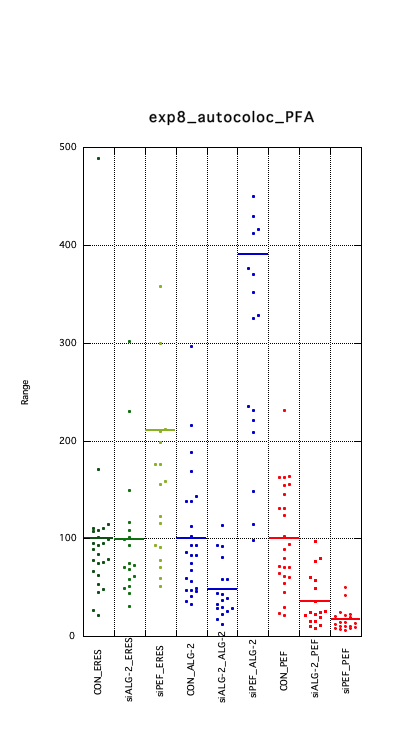 exp8_autocoloc_PFA
500
400
300
200
100
0
Range
CON_ERES
siALG-2_ERES
siPEF_ERES
CON_ALG-2
siALG-2_ALG-2
siPEF_ALG-2
CON_PEF
siALG-2_PEF
siPEF_PEF